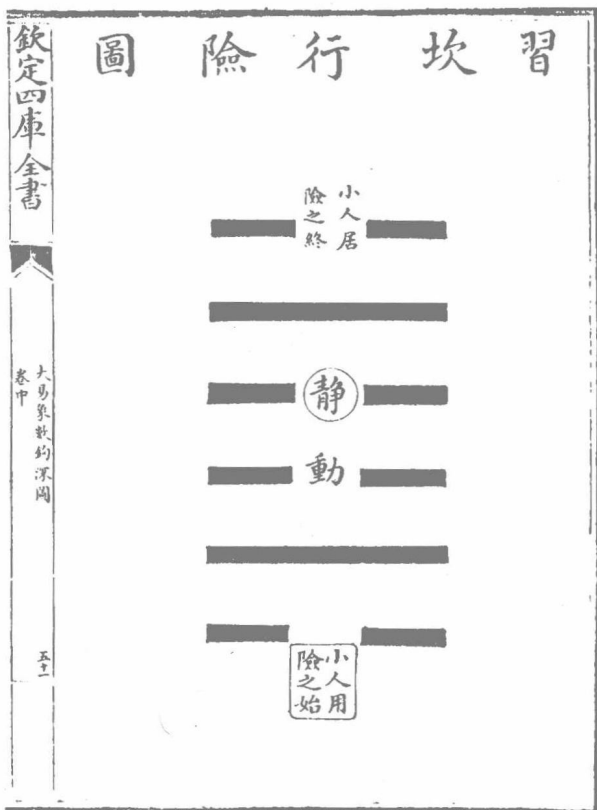 習坎行險圖
小人居
險之終
靜
動
小人用
險之始
欽定四庫全書
大易象數鈎深圖
卷中
五十一